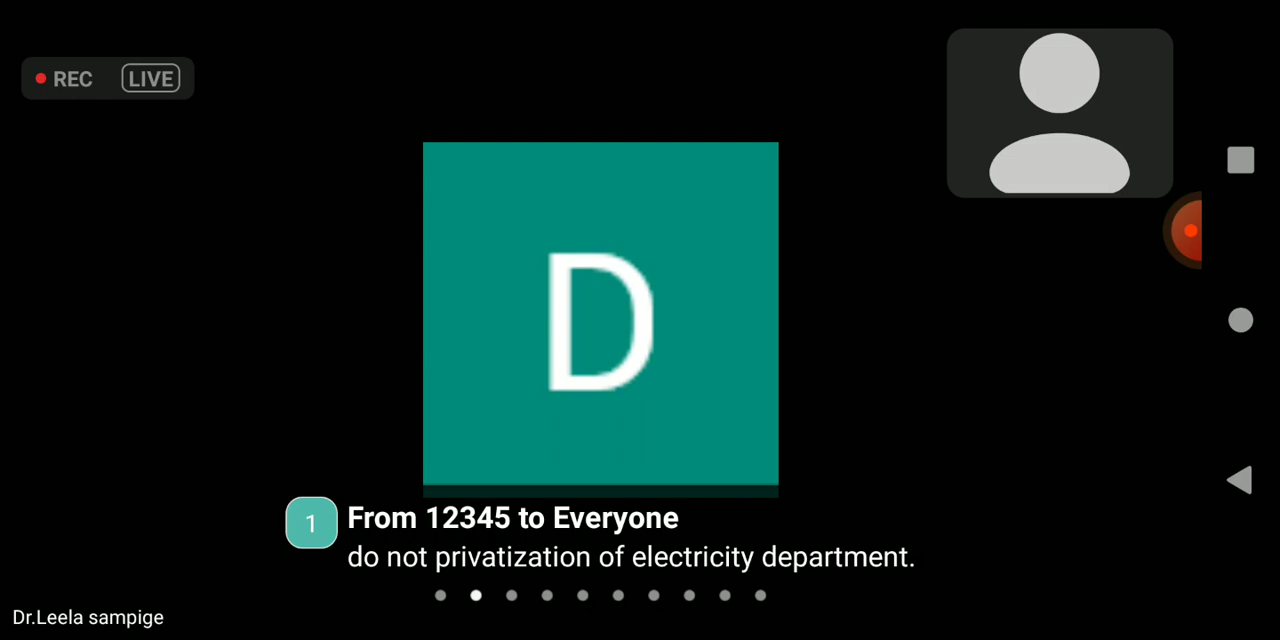 REC LIVE
D
1
From 12345 to Everyone
do not privatization of electricity department.
Dr.Leela sampige